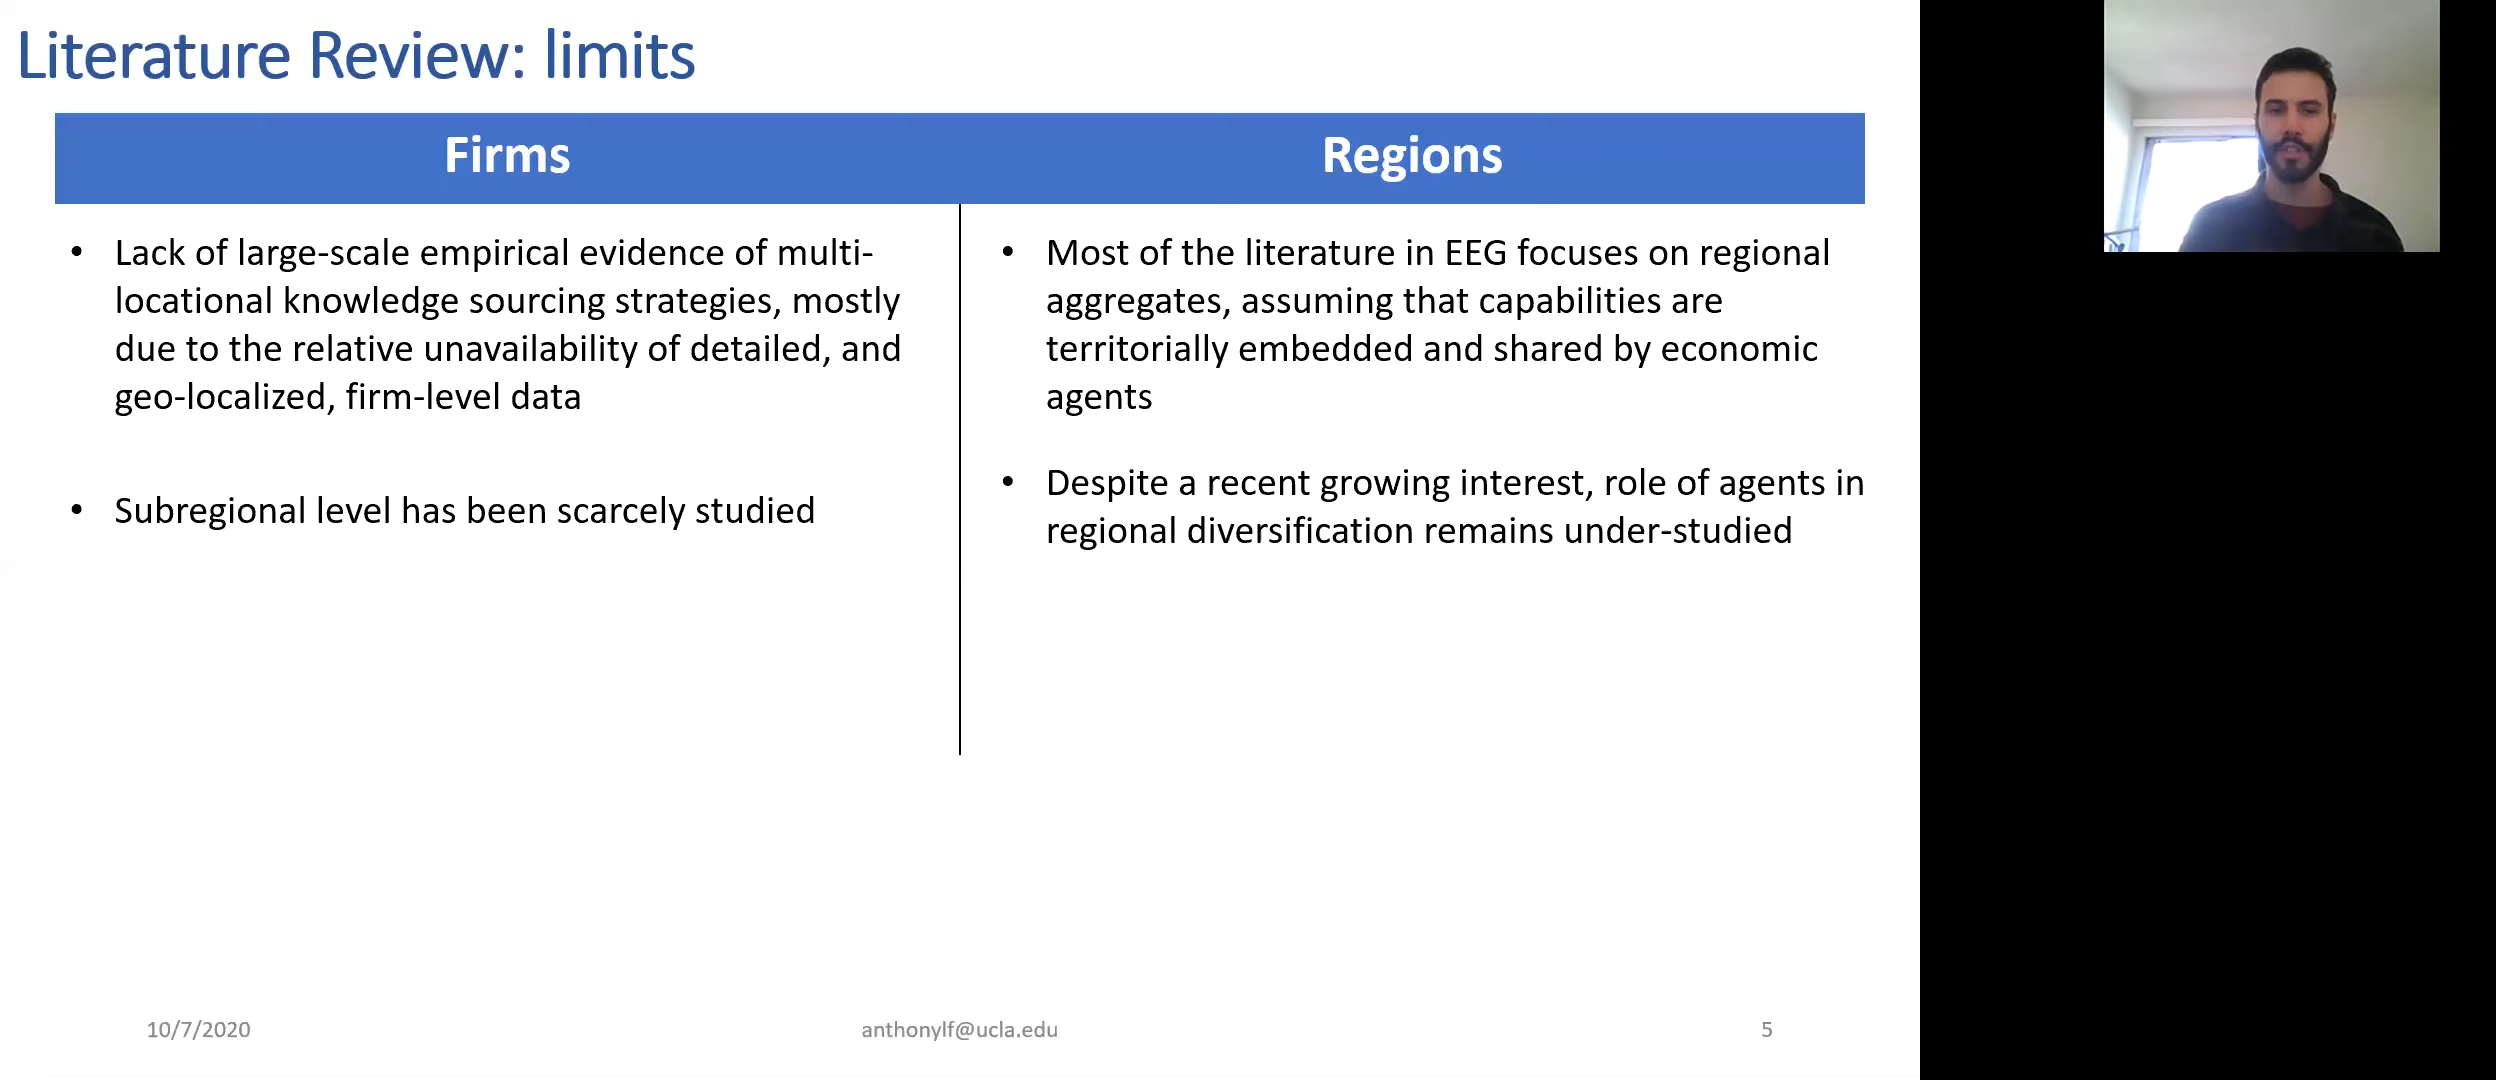 Literature Review: limits
Firms
Regions
• Lack of large-scale empirical evidence of multi-
locational knowledge sourcing strategies, mostly
due to the relative unavailability of detailed, and
geo-localized, firm-level data
• Subregional level has been scarcely studied
• Most of the literature in EEG focuses on regional
aggregates, assuming that capabilities are
territorially embedded and shared by economic
agents
• Despite a recent growing interest, role of agents in
regional diversification remains under-studied
10/7/2020
anthonylf@ucla.edu
5